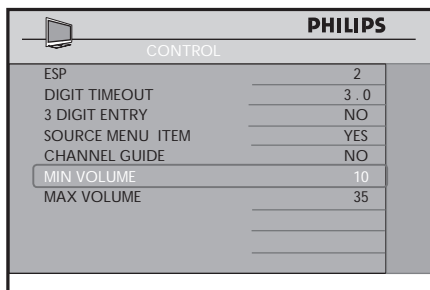 PHILIPS
CONTROL
ESP 2
DIGIT TIMEOUT 3 . 0
3 DIGIT ENTRY NO
SOURCE MENU ITEM YES
CHANNEL GUIDE NO
MIN VOLUME 10
MAX VOLUME 35